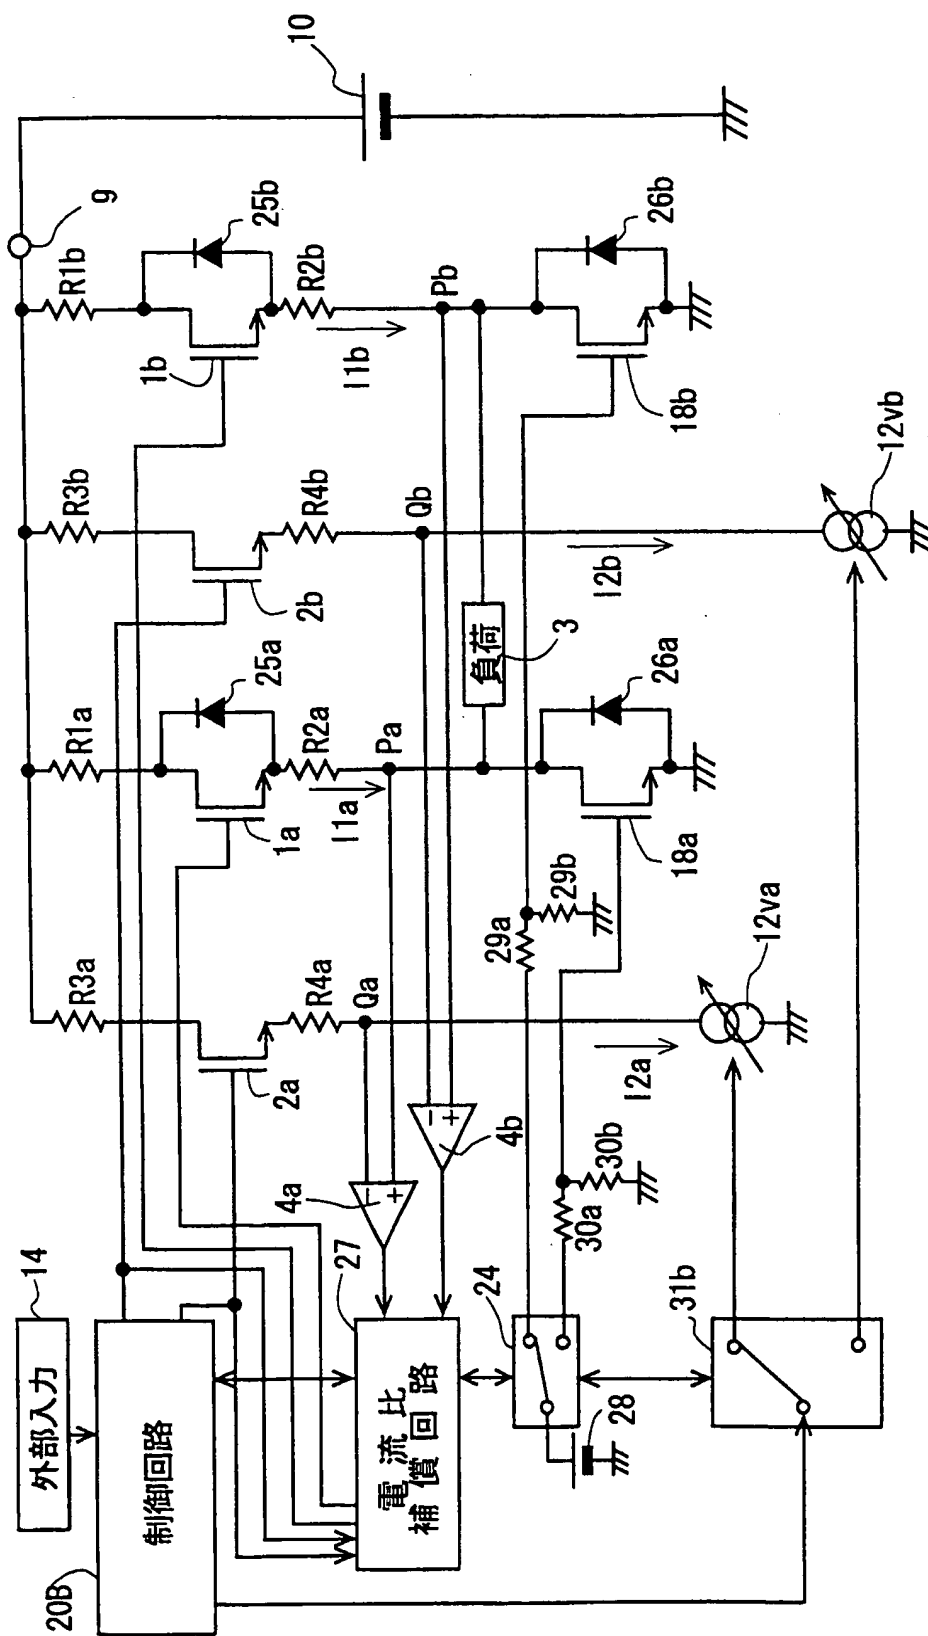 10
9
R1b
25b
1b
R2b
I1b
Pb
26b
18b
R3b
2b
R4b
Qb
I2b
12vb
R1a
25a
1a
R2a
I1a
Pa
負荷
3
26a
18a
R3a
2a
R4a
Qa
29a
29b
I2a
12va
4a
−
+
4b
−
+
30a
30b
14
外部入力
制御回路
20B
27
電流比
補償回路
24
28
31b